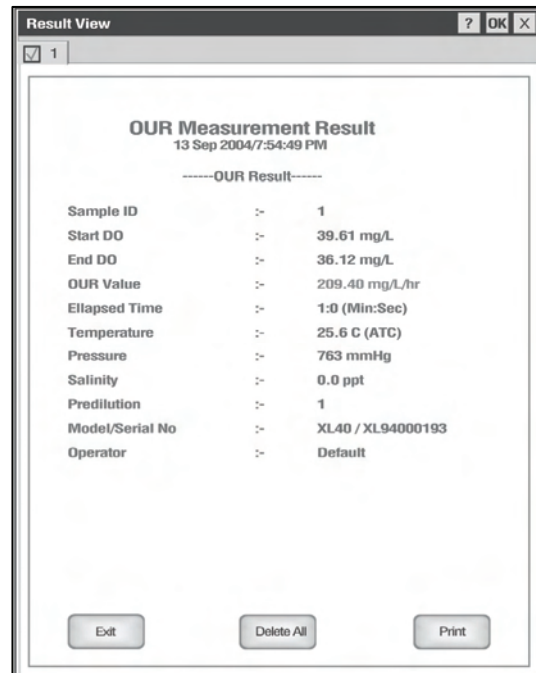 Result View ? OK X
1
OUR Measurement Result
13 Sep 2004/7:54:49 PM
------OUR Result------
Sample ID :- 1
Start DO :- 39.61 mg/L
End DO :- 36.12 mg/L
OUR Value :- 209.40 mg/L/hr
Ellapsed Time :- 1:0 (Min:Sec)
Temperature :- 25.6 C (ATC)
Pressure :- 763 mmHg
Salinity :- 0.0 ppt
Predilution :- 1
Model/Serial No :- XL40 / XL94000193
Operator :- Default
Exit Delete All Print